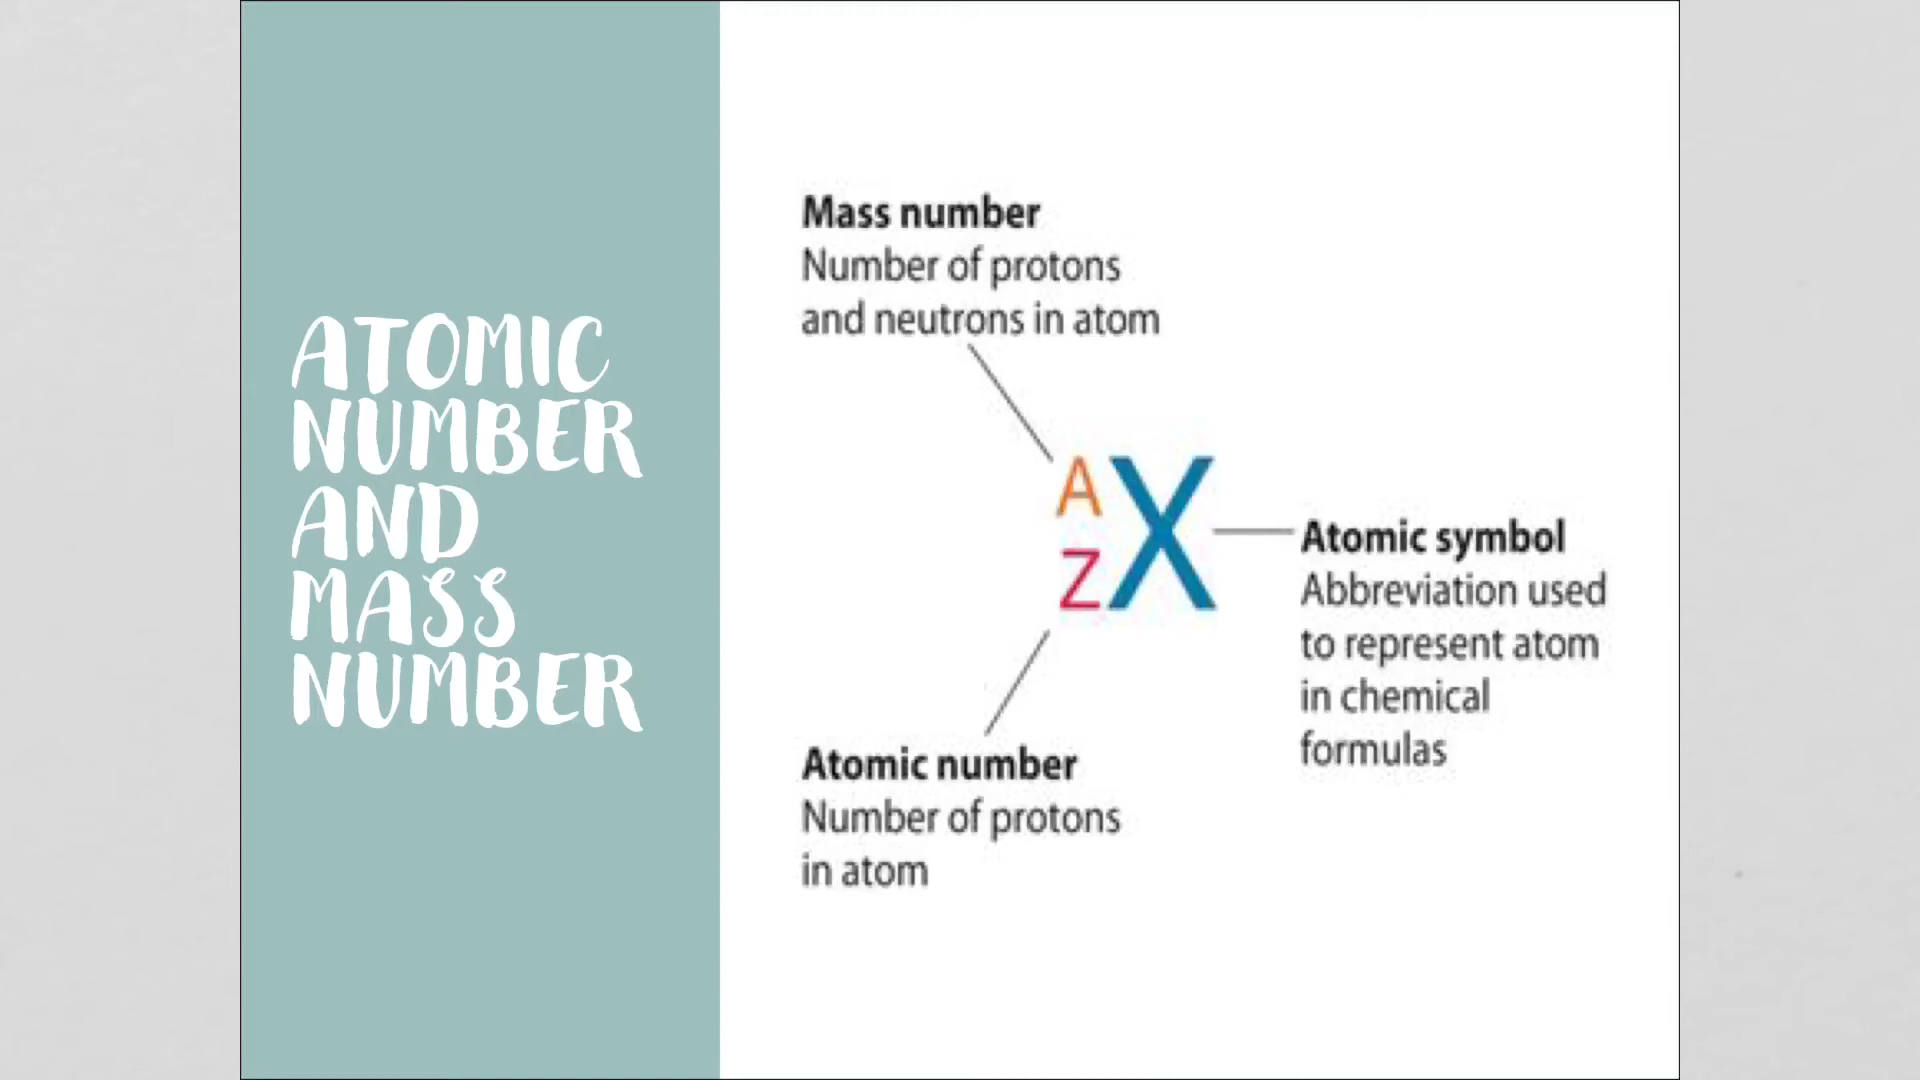 ATOMIC
NUMBER
AND
MASS
NUMBER
Mass number
Number of protons
and neutrons in atom
A
X
Z
Atomic symbol
Abbreviation used
to represent atom
in chemical
formulas
Atomic number
Number of protons
in atom